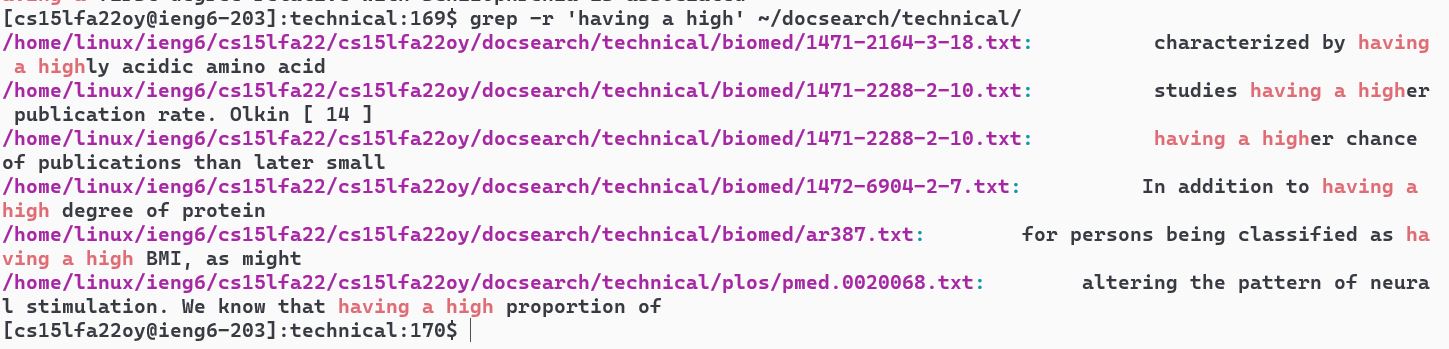 [cs15lfa22oy@ieng6-203]:technical:169$ grep -r 'having a high' ~/docsearch/technical/
/home/linux/ieng6/cs15lfa22/cs15lfa22oy/docsearch/technical/biomed/1471-2164-3-18.txt:          characterized by having
 a highly acidic amino acid
/home/linux/ieng6/cs15lfa22/cs15lfa22oy/docsearch/technical/biomed/1471-2288-2-10.txt:          studies having a higher
 publication rate. Olkin [ 14 ]
/home/linux/ieng6/cs15lfa22/cs15lfa22oy/docsearch/technical/biomed/1471-2288-2-10.txt:          having a higher chance
of publications than later small
/home/linux/ieng6/cs15lfa22/cs15lfa22oy/docsearch/technical/biomed/1472-6904-2-7.txt:          In addition to having a
high degree of protein
/home/linux/ieng6/cs15lfa22/cs15lfa22oy/docsearch/technical/biomed/ar387.txt:        for persons being classified as ha
ving a high BMI, as might
/home/linux/ieng6/cs15lfa22/cs15lfa22oy/docsearch/technical/plos/pmed.0020068.txt:        altering the pattern of neura
l stimulation. We know that having a high proportion of
[cs15lfa22oy@ieng6-203]:technical:170$